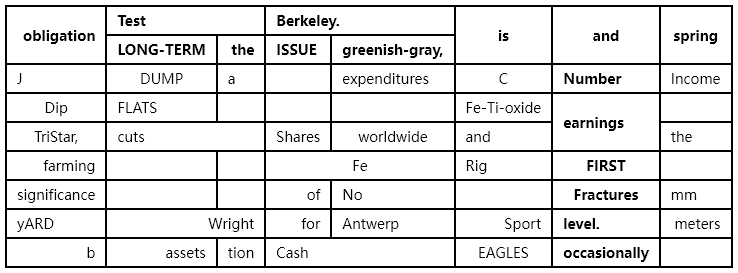 obligation Test Berkeley. is and spring
LONG-TERM the ISSUE greenish-gray,
J DUMP a expenditures C Number Income
Dip FLATS Fe-Ti-oxide earnings
TriStar, cuts Shares worldwide and the
farming Fe Rig FIRST
significance of No Fractures mm
yARD Wright for Antwerp Sport level. meters
b assets tion Cash EAGLES occasionally